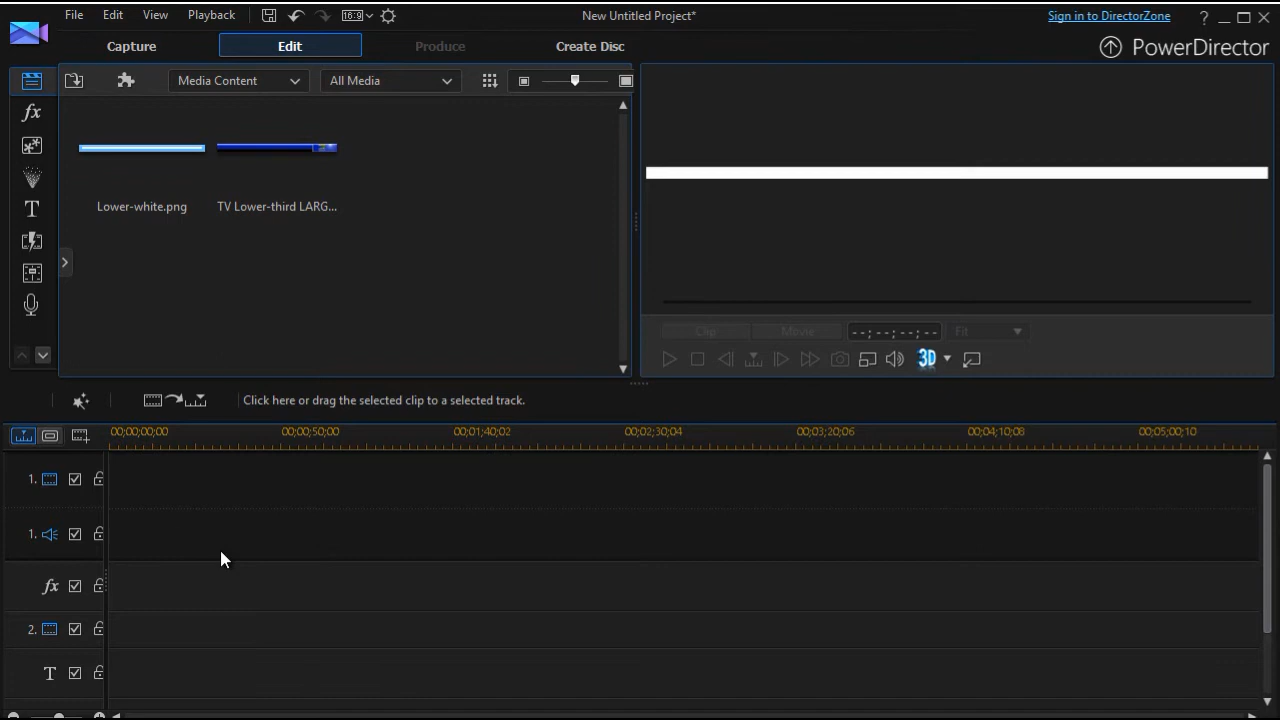 File Edit View Playback 16:9 New Untitled Project* Sign in to DirectorZone ?
Capture Edit Produce Create Disc PowerDirector
Media Content All Media
fx
Lower-white.png TV Lower-third LARG...
T
Clip Movie --;--;--;-- Fit
3D
Click here or drag the selected clip to a selected track.
00;00;00;00 00;00;50;00 00;01;40;02 00;02;30;04 00;03;20;06 00;04;10;08 00;05;00;10
1.
1.
fx
2.
T